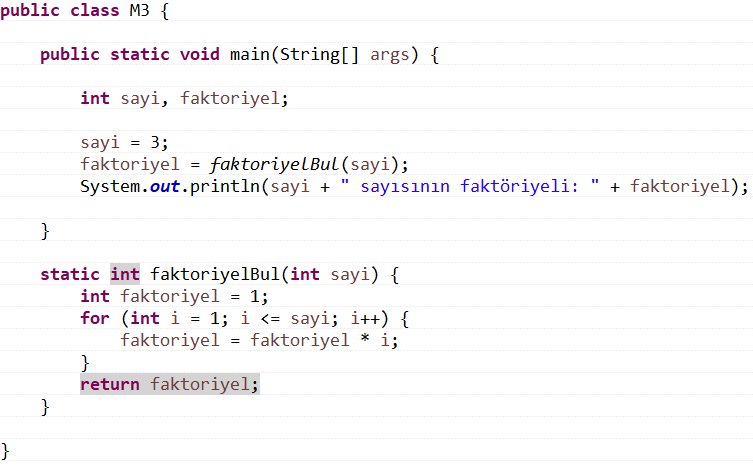 public class M3 {
public static void main(String[] args) {
int sayi, faktoriyel;
sayi = 3;
faktoriyel = faktoriyelBul(sayi);
System.out.println(sayi + " sayısının faktöriyeli: " + faktoriyel);
}
static int faktoriyelBul(int sayi) {
int faktoriyel = 1;
for (int i = 1; i <= sayi; i++) {
faktoriyel = faktoriyel * i;
}
return faktoriyel;
}
}